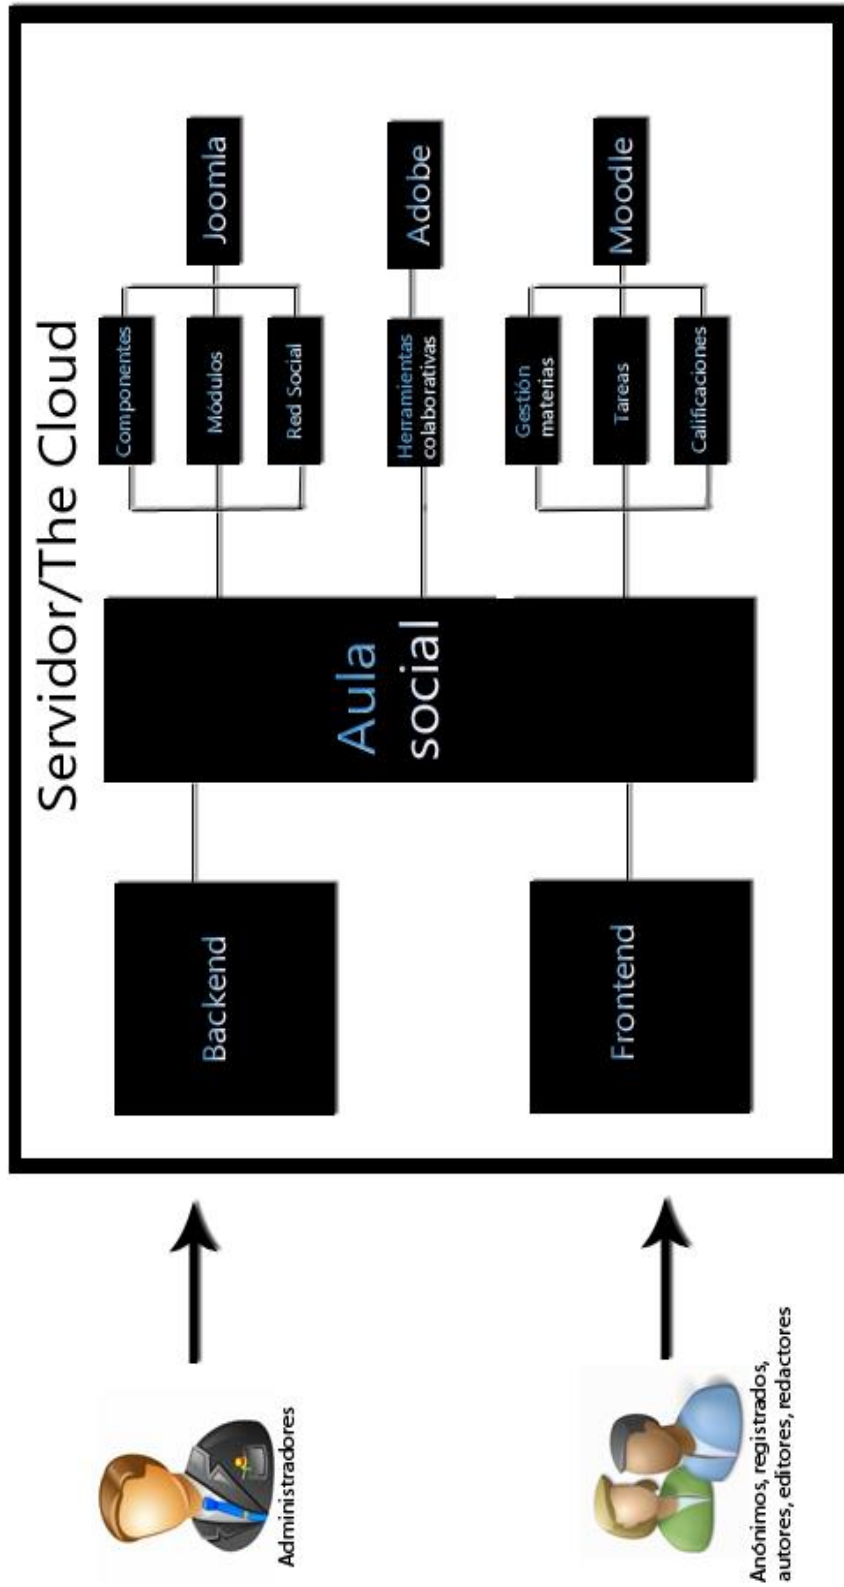 Servidor/The Cloud
Administradores
Anónimos, registrados,
autores, editores, redactores
Backend
Frontend
Aula
social
Componentes
Módulos
Red Social
Joomla
Herramientas
colaborativas
Adobe
Gestión
materias
Tareas
Calificaciones
Moodle